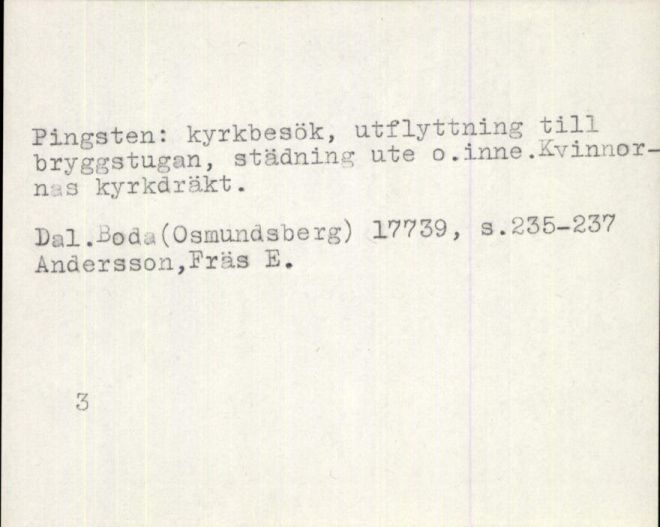 Pingsten: kyrkbesök, utflyttning till
bryggstugan, städning ute o.inne.Kvinnor-
nas kyrkdräkt.
Dal.Boda(Osmundsberg) 17739, s.235-237
Andersson,Fräs E.
3